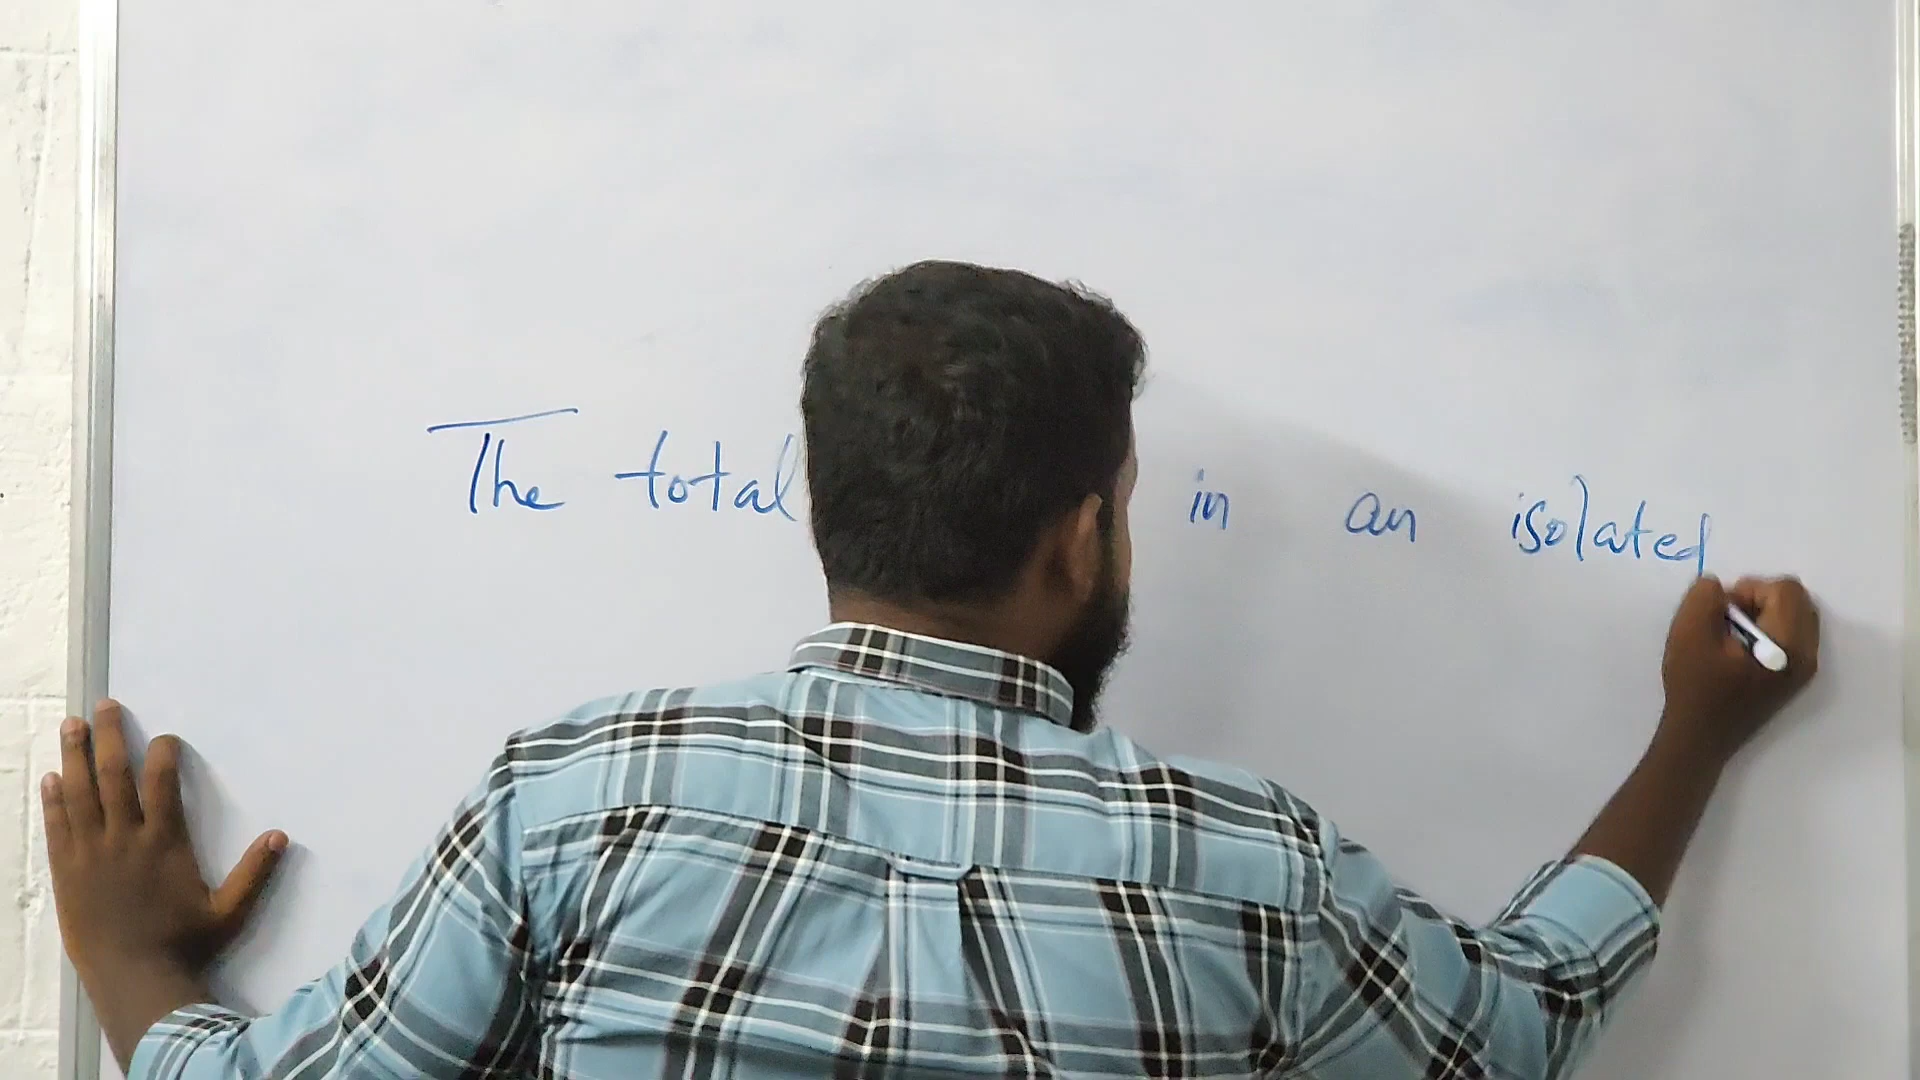 The total in an isolated